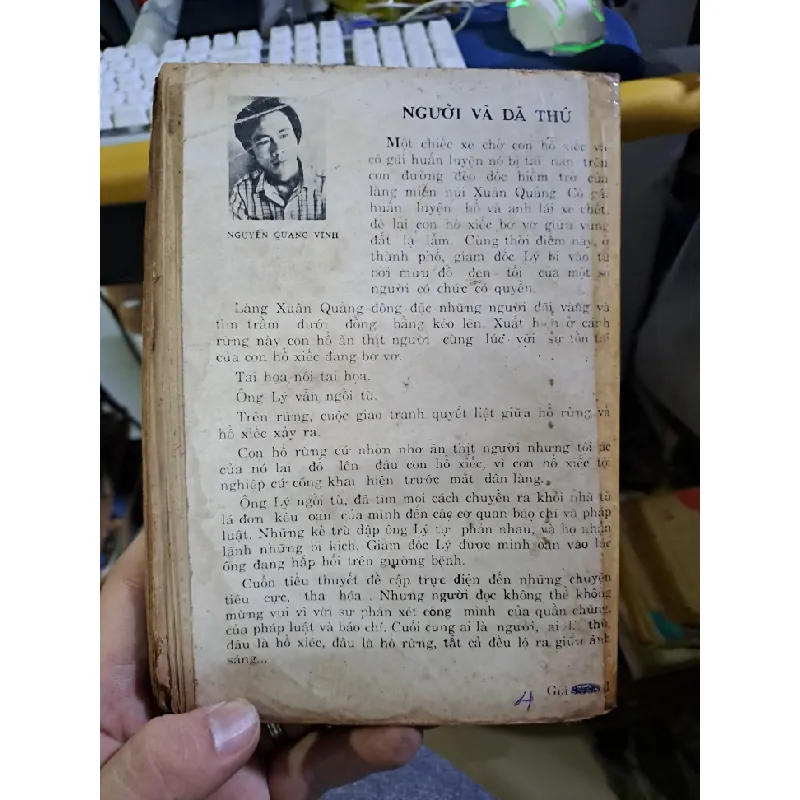 NGƯỜI VÀ DÃ THÚ
Một chiếc xe chở con hổ xiếc và
cô gái huấn luyện nó bị tai nạn trên
con đường đèo dốc hiểm trở của
làng miền núi Xuân Quảng Cô gái
huấn luyện hổ và anh lái xe chết,
để lại con hổ xiếc bơ vơ giữa vùng
đất lạ lẫm. Cùng thời điểm này, ở
thành phố, giám đốc Lý bị vào tù
bởi mưu đồ đen tối của một số
người có chức có quyền.
NGUYỄN QUANG VINH
Làng Xuân Quảng đông đặc những người đãi vàng và
tìm trầm dưới đồng bằng kéo lên. Xuất hiện ở cánh
rừng này con hổ ăn thịt người cùng lúc với sự tồn tại
của con hổ xiếc đang bơ vơ.
Tai họa nối tai họa.
Ông Lý vẫn ngồi tù.
Trên rừng, cuộc giao tranh quyết liệt giữa hổ rừng và
hổ xiếc xảy ra.
Con hổ rừng cứ nhởn nhơ ăn thịt người nhưng tội ác
của nó lại đổ lên đầu con hổ xiếc, vì con hổ xiếc tội
nghiệp cứ công khai hiện trước mắt dân làng.
Ông Lý ngồi tù, đã tìm mọi cách chuyển ra khỏi nhà tù
lá đơn kêu oan của mình đến các cơ quan báo chí và pháp
luật. Những kẻ trù dập ông Lý tự phản nhau, và họ nhận
lãnh những bi kịch. Giám đốc Lý được minh oan vào lúc
ông đang hấp hối trên giường bệnh.
Cuốn tiểu thuyết đề cập trực diện đến những chuyện
tiêu cực, tha hóa.. Nhưng người đọc không thể không
mừng vui vì với sự phán xét công minh của quần chúng,
của pháp luật và báo chí. Cuối cùng ai là người, ai là thú,
đâu là hổ xiếc, đâu là hổ rừng, tất cả đều lộ ra giữa ánh
sáng...
4 Giá đ